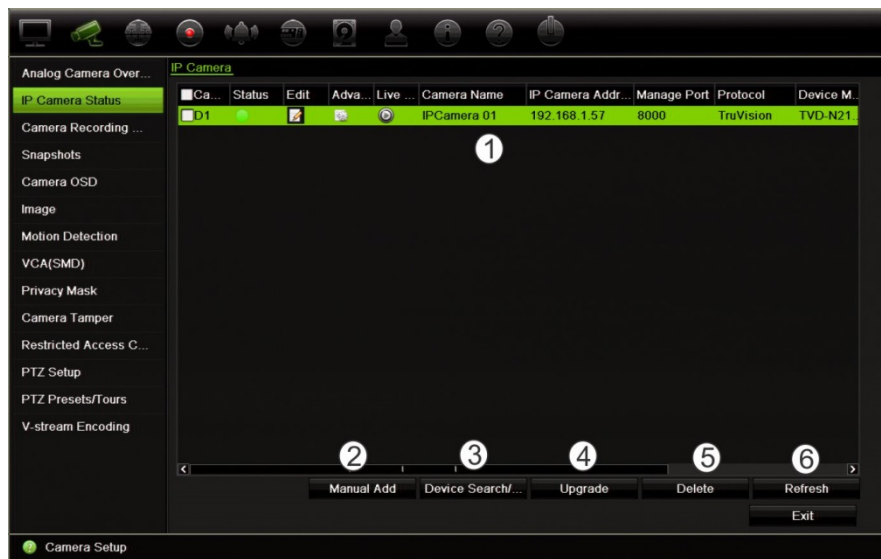 Analog Camera Over...
IP Camera Status
Camera Recording ...
Snapshots
Camera OSD
Image
Motion Detection
VCA(SMD)
Privacy Mask
Camera Tamper
Restricted Access C...
PTZ Setup
PTZ Presets/Tours
V-stream Encoding
IP Camera
Ca... Status Edit Adva... Live ... Camera Name IP Camera Addr... Manage Port Protocol Device M...
D1 IPCamera 01 192.168.1.57 8000 TruVision TVD-N21...
1
2 3 4 5 6
Manual Add Device Search/... Upgrade Delete Refresh
Exit
Camera Setup